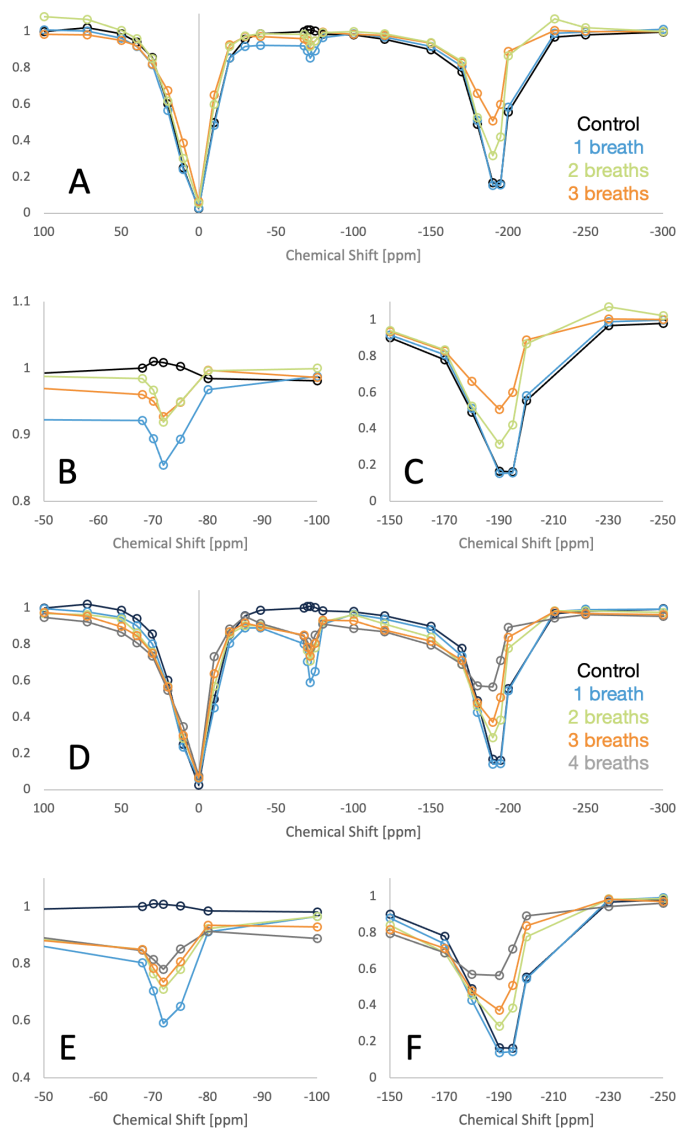 1
0.8
0.6
0.4
0.2
0
100 50 0 -50 -100 -150 -200 -250 -300
Chemical Shift [ppm]
A
Control
1 breath
2 breaths
3 breaths
1.1
1
0.9
0.8
-50 -60 -70 -80 -90 -100
Chemical Shift [ppm]
B
1
0.8
0.6
0.4
0.2
0
-150 -170 -190 -210 -230 -250
Chemical Shift [ppm]
C
1
0.8
0.6
0.4
0.2
0
100 50 0 -50 -100 -150 -200 -250 -300
Chemical Shift [ppm]
D
Control
1 breath
2 breaths
3 breaths
4 breaths
1
0.8
0.6
0.4
-50 -60 -70 -80 -90 -100
Chemical Shift [ppm]
E
1
0.8
0.6
0.4
0.2
0
-150 -170 -190 -210 -230 -250
Chemical Shift [ppm]
F